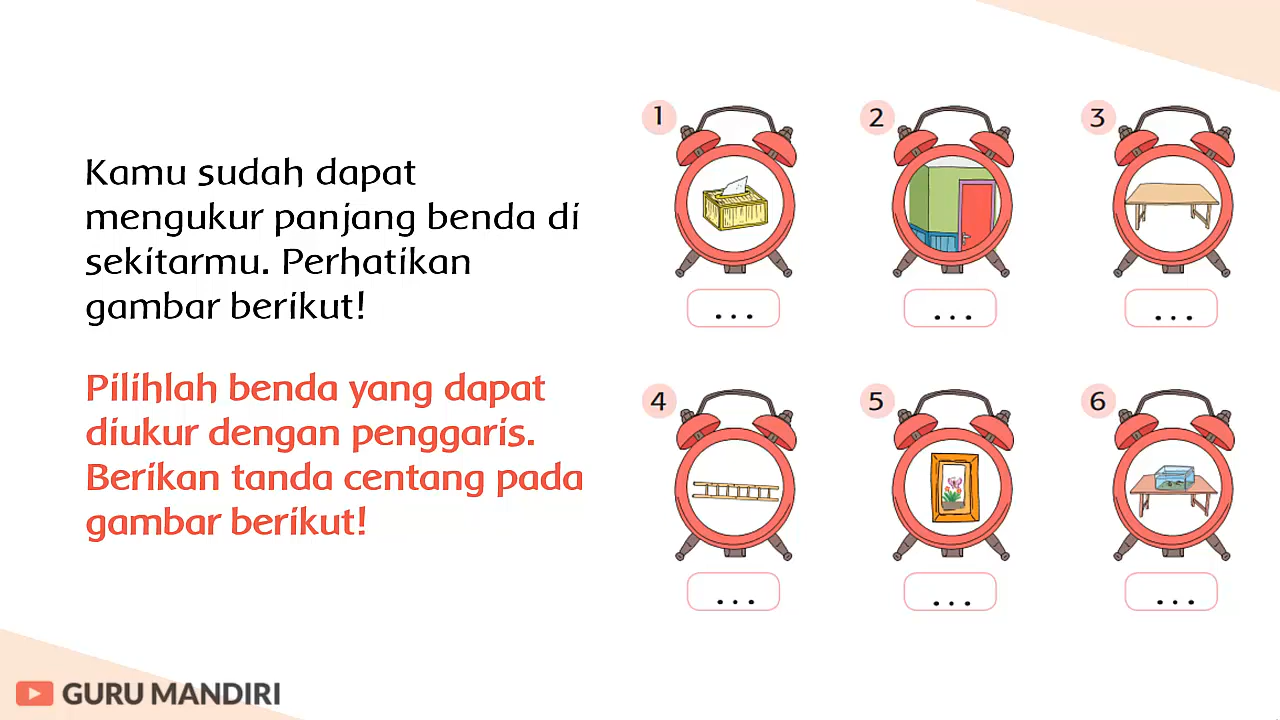 Kamu sudah dapat
mengukur panjang benda di
sekitarmu. Perhatikan
gambar berikut!
Pilihlah benda yang dapat
diukur dengan penggaris.
Berikan tanda centang pada
gambar berikut!
1
2
3
...
...
...
4
5
6
...
...
...
GURU MANDIRI